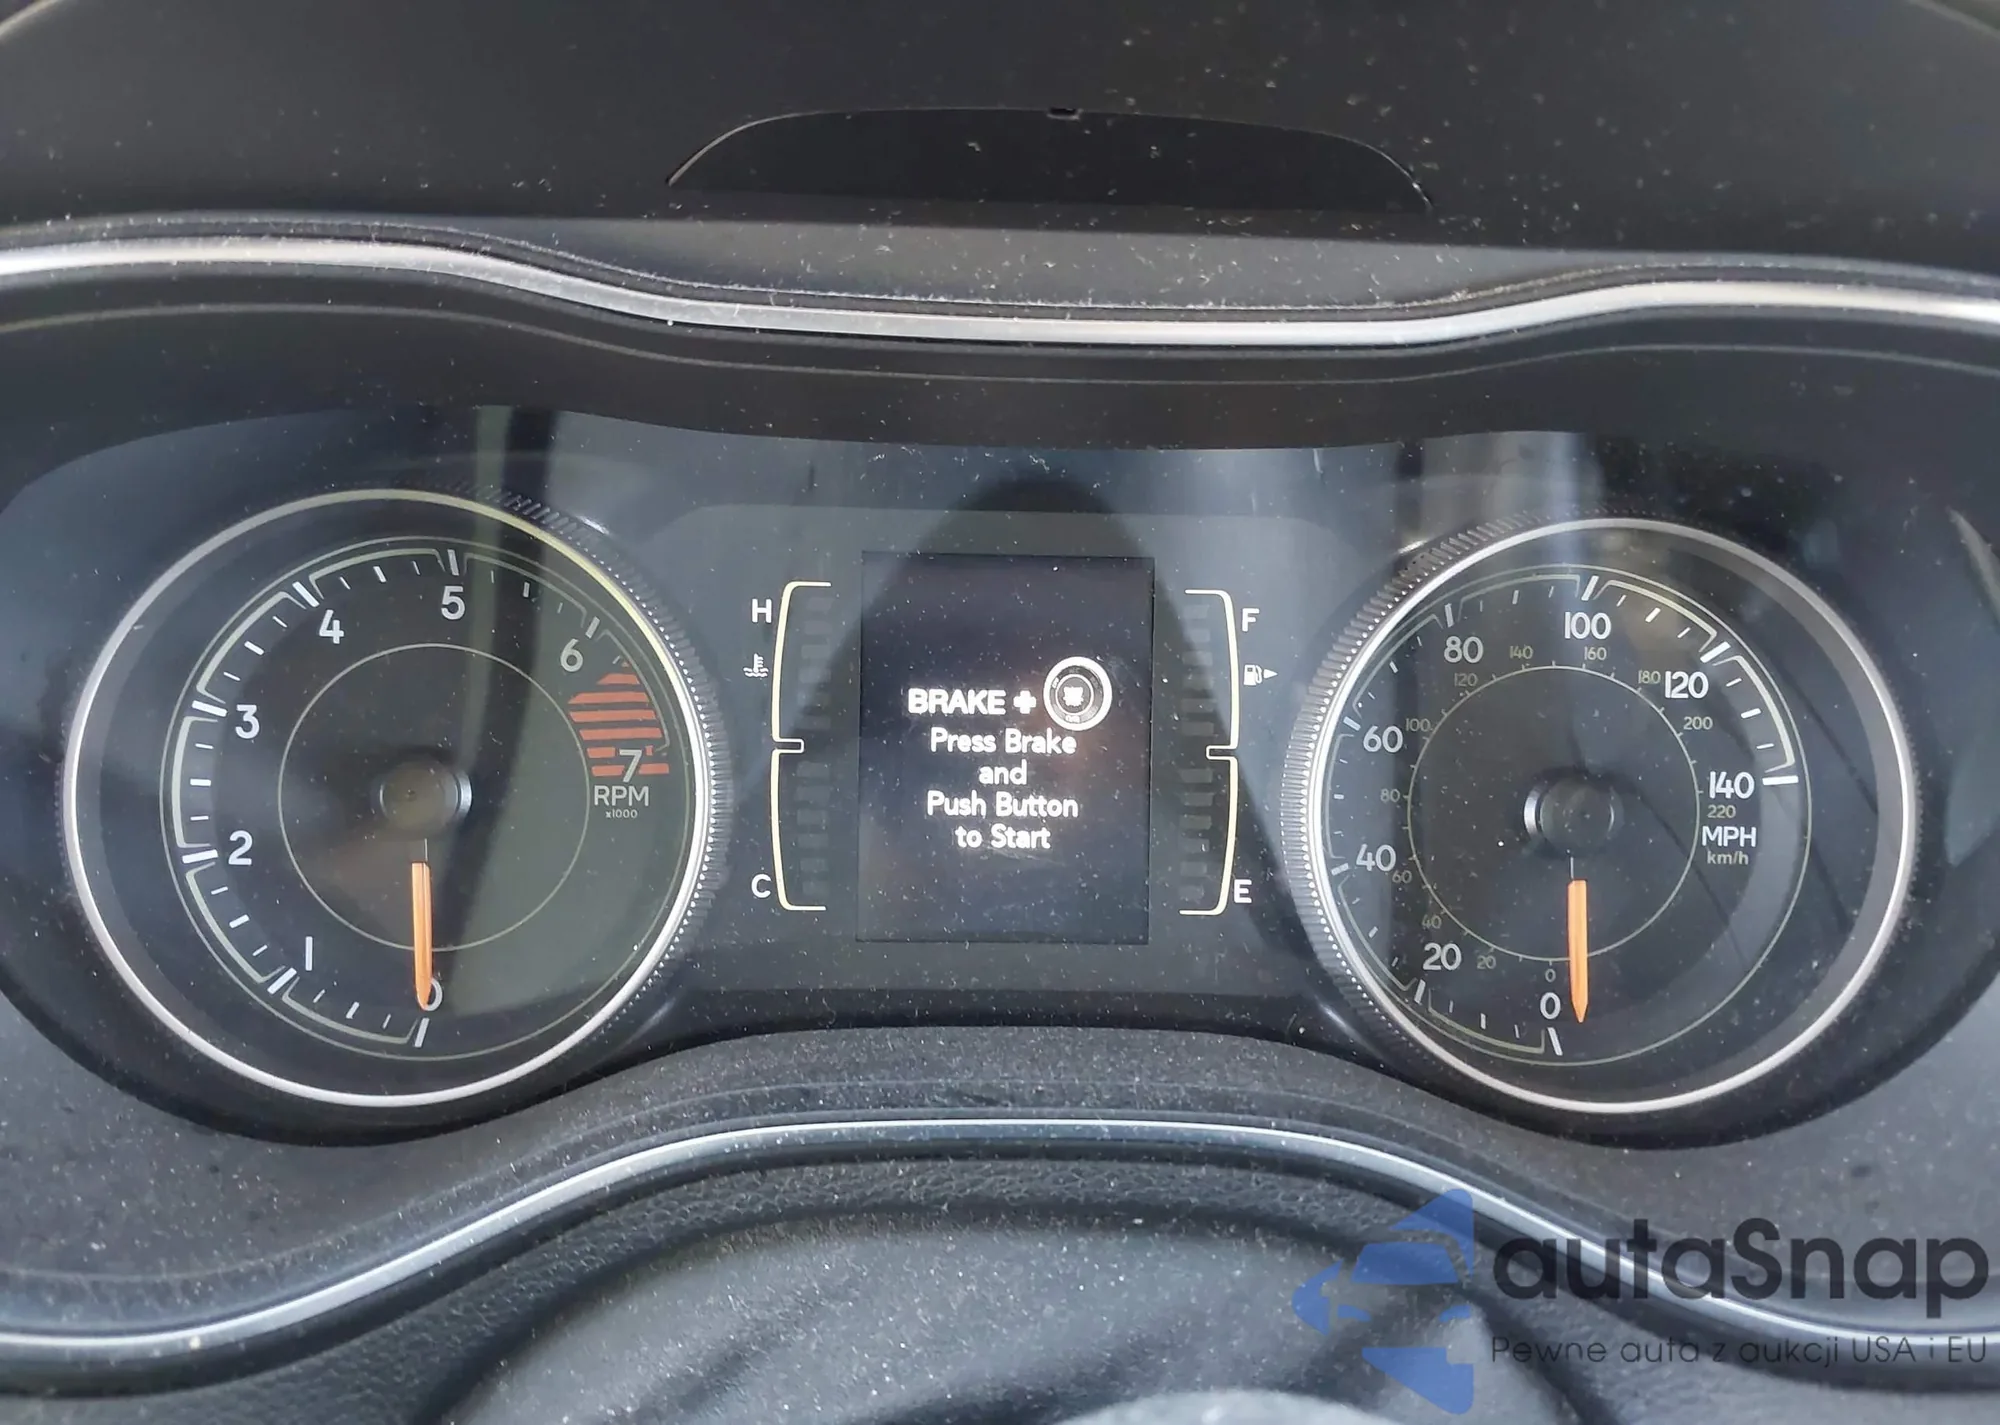 5
4
6
3
7
2
RPM
x1000
1
0
H
C
BRAKE +
Press Brake
and
Push Button
to Start
F
E
100
80
140
160
120
180
120
60
100
200
140
80
220
MPH
km/h
40
60
40
20
20
0
0
autaSnap
Pewne auta z aukcji USA i EU